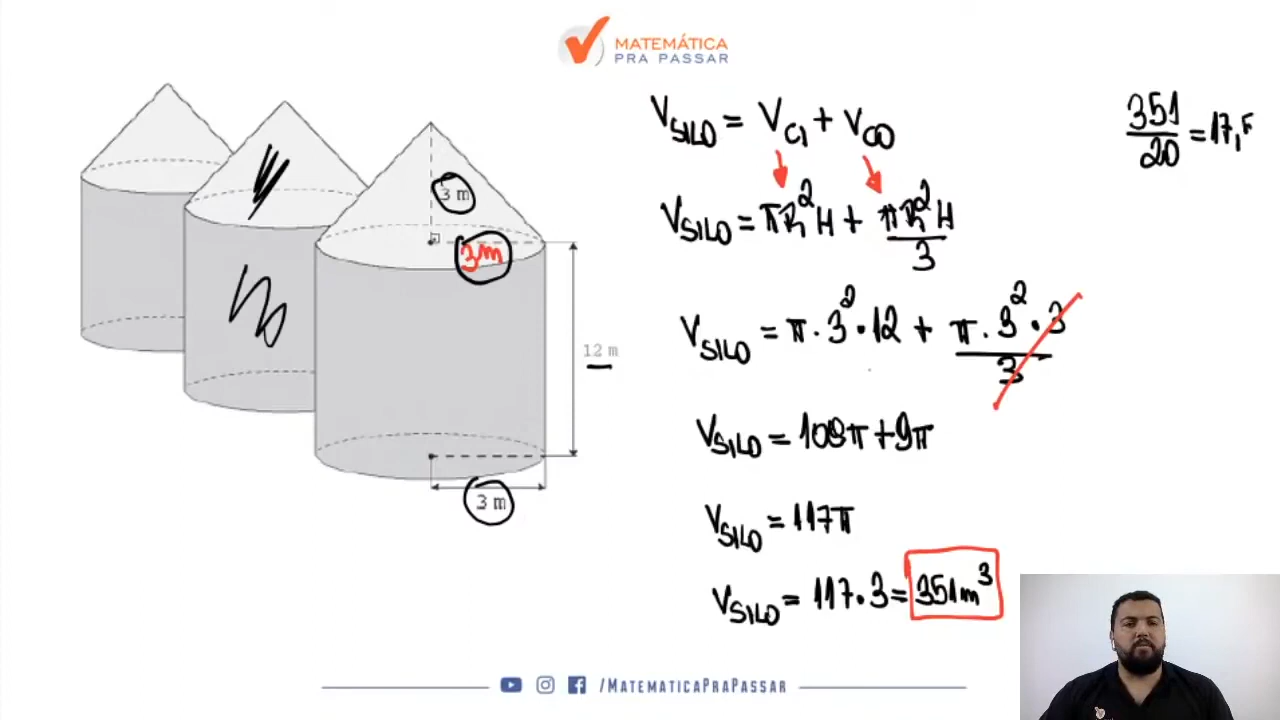 MATEMÁTICA
PRA PASSAR
3 m
3m
12 m
3 m
V_SILO = V_CI + V_CO
V_SILO = πR²H + πR²H/3
V_SILO = π·3²·12 + π·3²·3/3
V_SILO = 108π + 9π
V_SILO = 117π
V_SILO = 117·3 = 351m³
351/20 = 17,5
/MATEMATICAPRAPASSAR